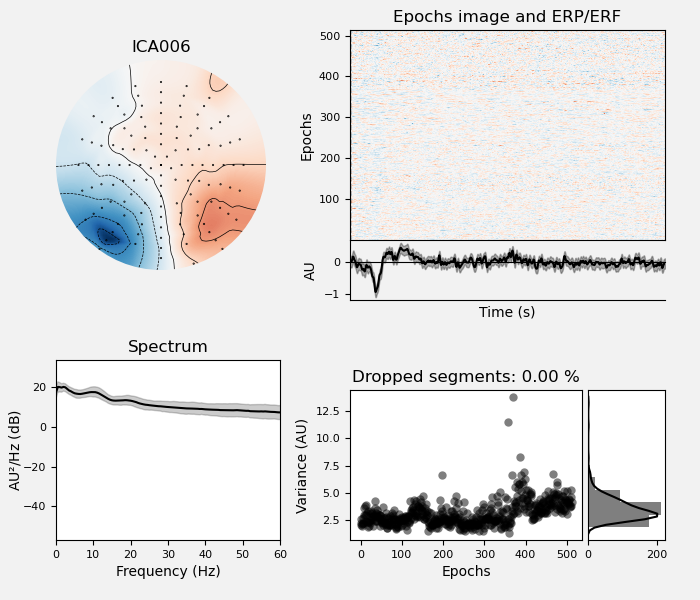 ICA006
Epochs image and ERP/ERF
500
400
300
200
100
Epochs
0
−1
AU
Time (s)
Spectrum
20
0
−20
−40
AU²/Hz (dB)
0 10 20 30 40 50 60
Frequency (Hz)
Dropped segments: 0.00 %
12.5
10.0
7.5
5.0
2.5
Variance (AU)
0 100 200 300 400 500
Epochs
0 200